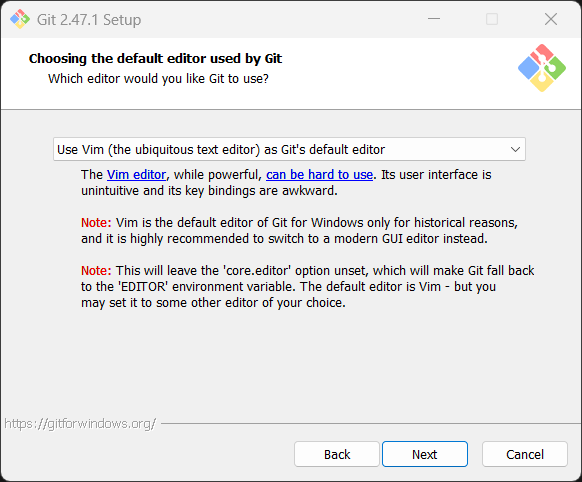 Git 2.47.1 Setup
Choosing the default editor used by Git
Which editor would you like Git to use?
Use Vim (the ubiquitous text editor) as Git's default editor
The Vim editor, while powerful, can be hard to use. Its user interface is
unintuitive and its key bindings are awkward.
Note: Vim is the default editor of Git for Windows only for historical reasons,
and it is highly recommended to switch to a modern GUI editor instead.
Note: This will leave the 'core.editor' option unset, which will make Git fall back
to the 'EDITOR' environment variable. The default editor is Vim - but you
may set it to some other editor of your choice.
https://gitforwindows.org/
Back
Next
Cancel